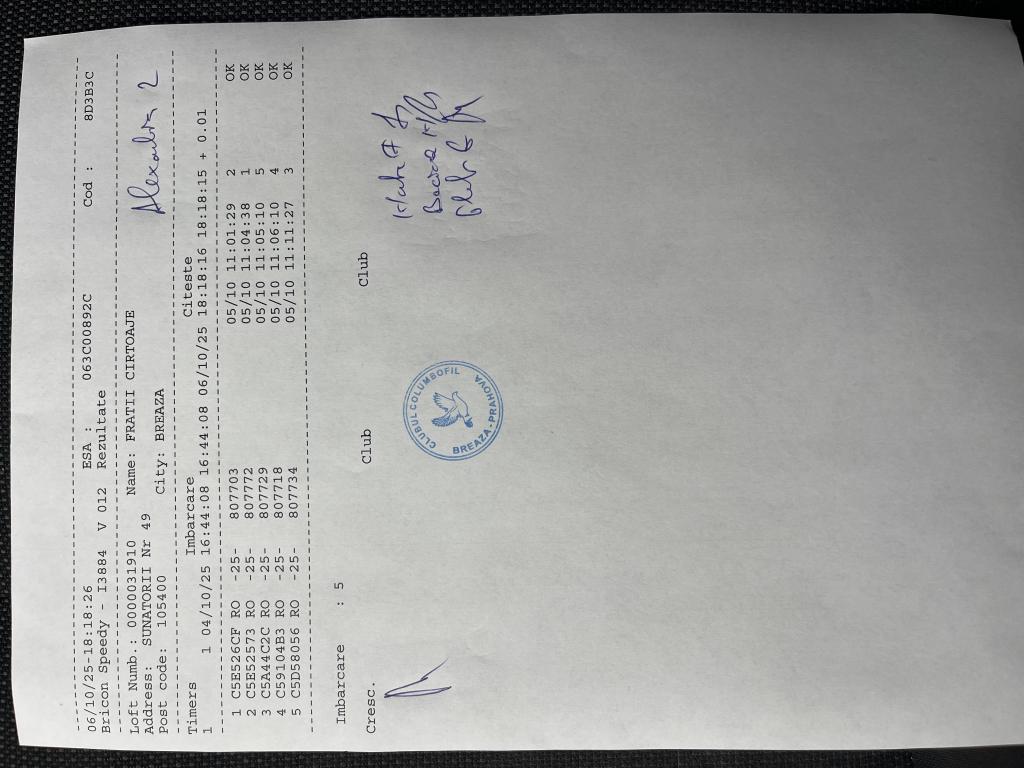 06/10/25-18:18:26 ESA : 063C00892C Cod : 8D3B3C
Bricon Speedy - I3884 V 012 Rezultate
Loft Numb.: 0000031910 Name: FRATII CIRTOAJE
Address: SUNATORII Nr 49
Post code: 105400 City: BREAZA
Alexandria 2
Timers Imbarcare Citeste
1 1 04/10/25 16:44:08 16:44:08 06/10/25 18:18:16 18:18:15 + 0.01
1 C5E526CF RO -25- 807703 05/10 11:01:29 2 OK
2 C5E52573 RO -25- 807772 05/10 11:04:38 1 OK
3 C5A44C2C RO -25- 807729 05/10 11:05:10 5 OK
4 C59104B3 RO -25- 807718 05/10 11:06:10 4 OK
5 C5D58056 RO -25- 807734 05/10 11:11:27 3 OK
Imbarcare : 5
Cresc. Club Club
CLUBUL COLUMBOFIL
BREAZA-PRAHOVA